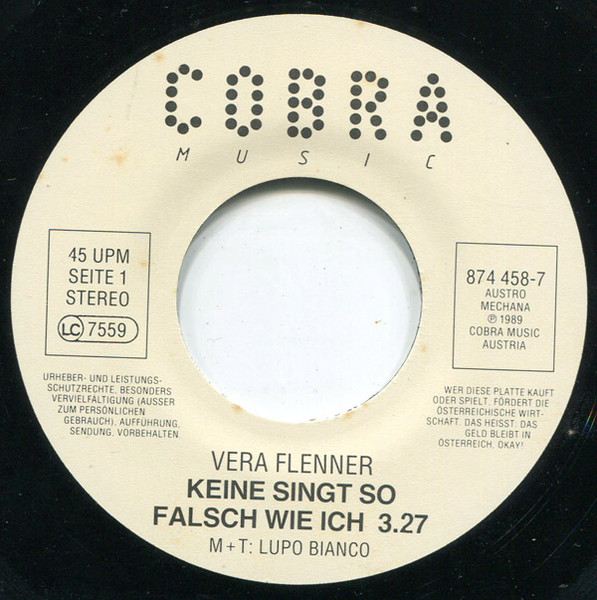 COBRA
MUSIC
45 UPM
SEITE 1
STEREO
LC 7559
874 458-7
AUSTRO
MECHANA
℗ 1989
COBRA MUSIC
AUSTRIA
URHEBER- UND LEISTUNGS-
SCHUTZRECHTE, BESONDERS
VERVIELFÄLTIGUNG (AUSSER
ZUM PERSÖNLICHEN
GEBRAUCH), AUFFÜHRUNG,
SENDUNG, VORBEHALTEN.
WER DIESE PLATTE KAUFT
ODER SPIELT, FÖRDERT DIE
ÖSTERREICHISCHE WIRT-
SCHAFT. DAS HEISST: DAS
GELD BLEIBT IN
ÖSTERREICH, OKAY!
VERA FLENNER
KEINE SINGT SO
FALSCH WIE ICH 3.27
M+T: LUPO BIANCO